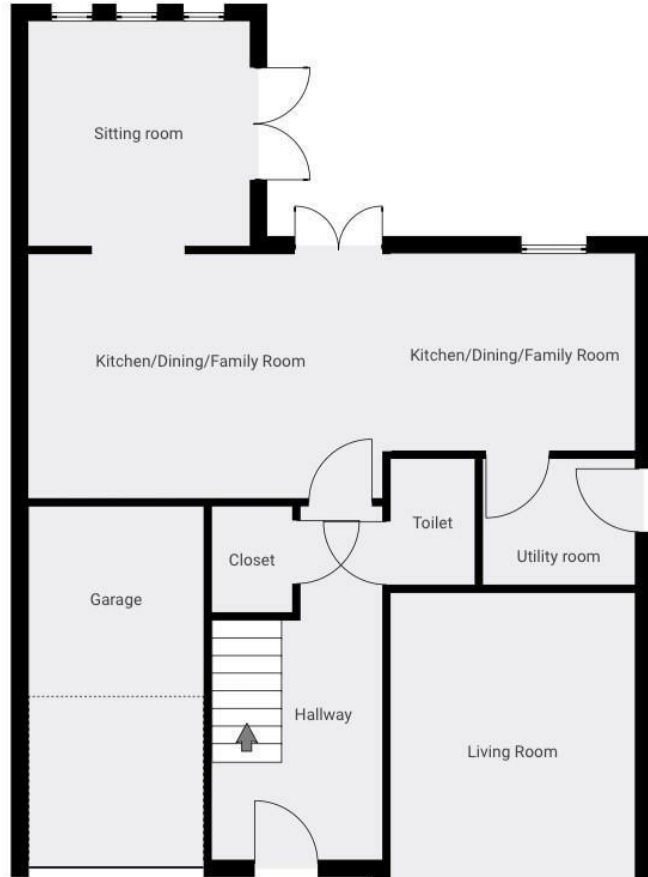 Sitting room
Kitchen/Dining/Family Room
Kitchen/Dining/Family Room
Toilet
Closet
Utility room
Garage
Hallway
Living Room